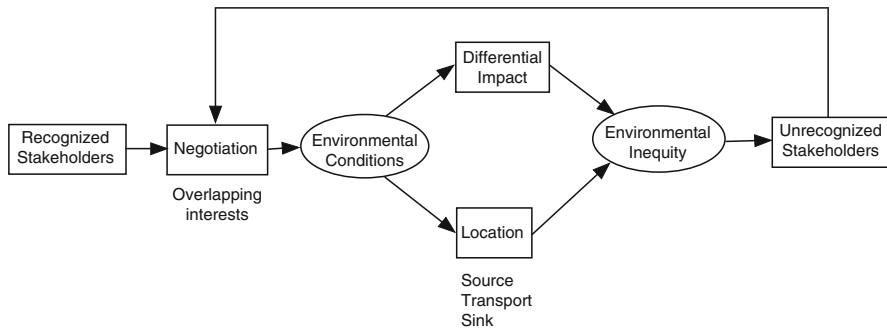 Recognized
Stakeholders
Negotiation
Overlapping
interests
Environmental
Conditions
Differential
Impact
Location
Source
Transport
Sink
Environmental
Inequity
Unrecognized
Stakeholders